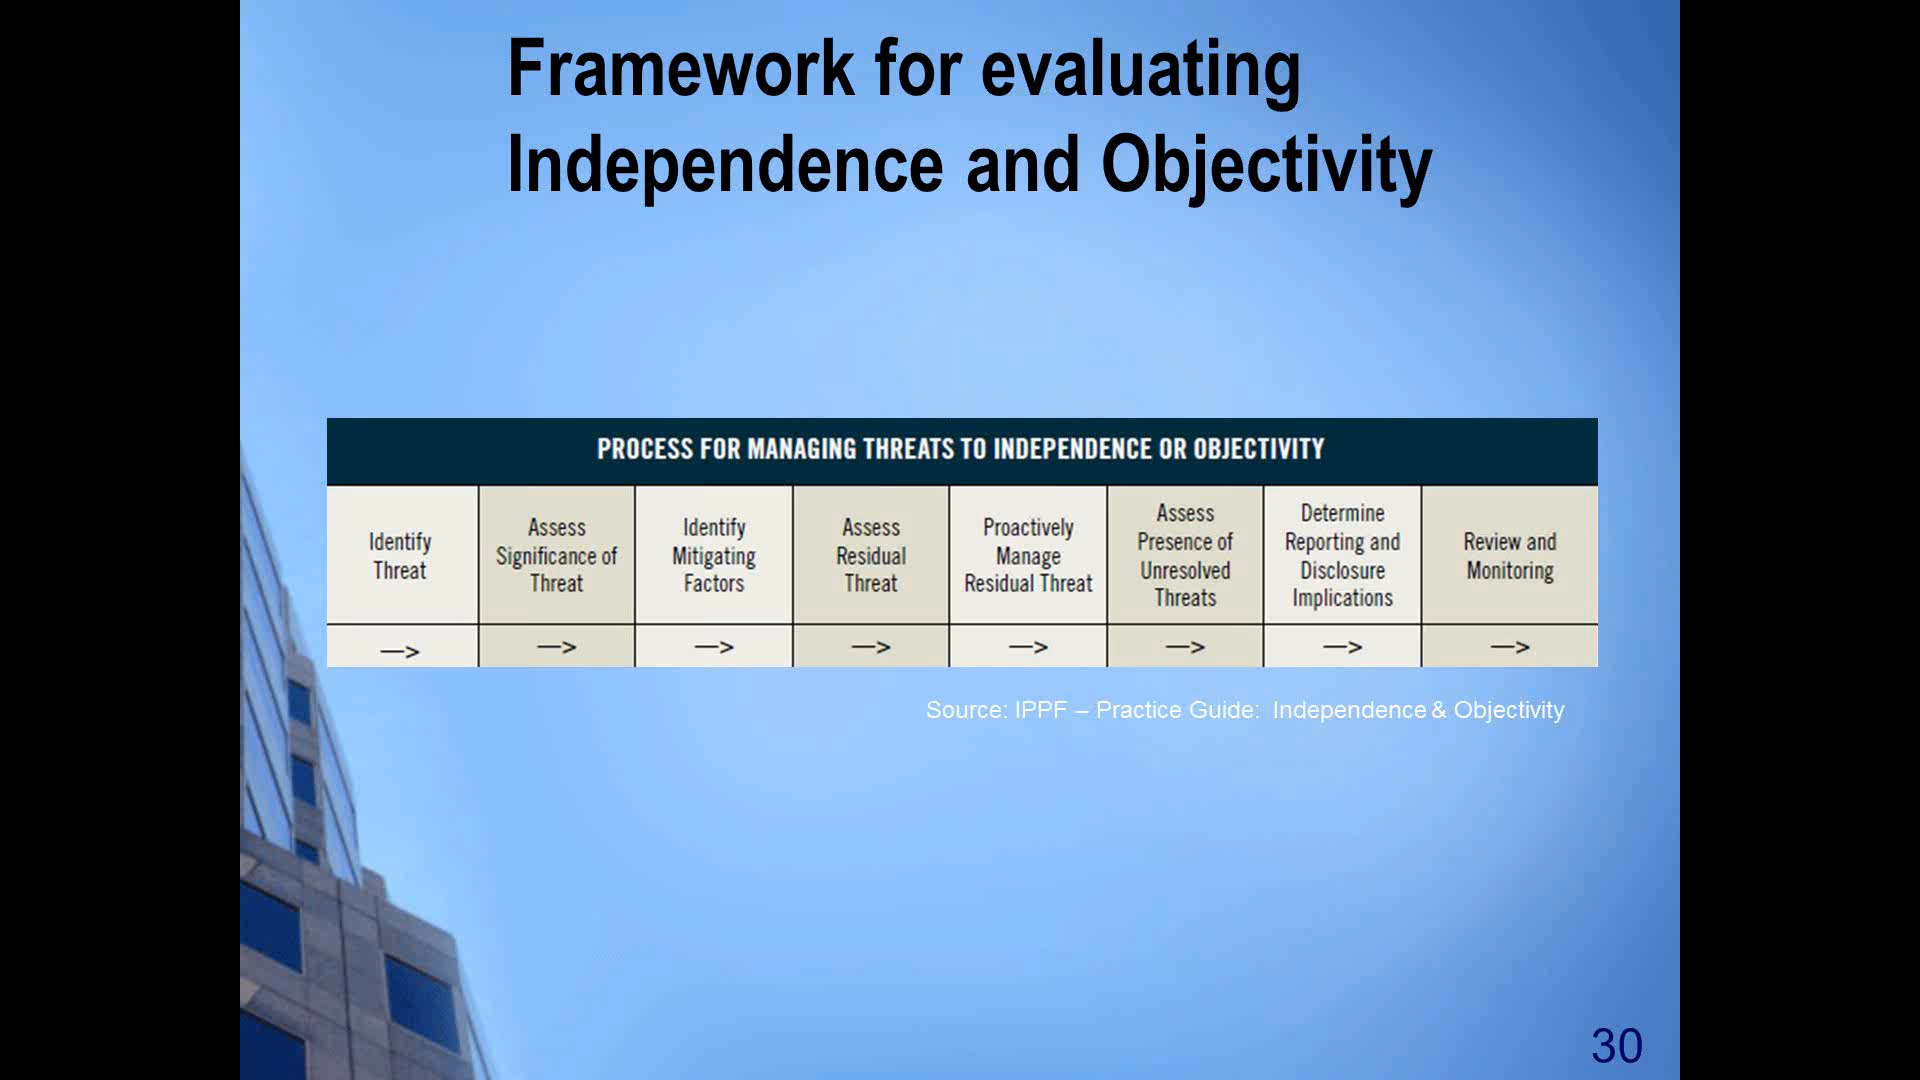 Framework for evaluating
Independence and Objectivity
PROCESS FOR MANAGING THREATS TO INDEPENDENCE OR OBJECTIVITY
Identify
Threat
Assess
Significance of
Threat
Identify
Mitigating
Factors
Assess
Residual
Threat
Proactively
Manage
Residual Threat
Assess
Presence of
Unresolved
Threats
Determine
Reporting and
Disclosure
Implications
Review and
Monitoring
—> —> —> —> —> —> —> —>
Source: IPPF – Practice Guide: Independence & Objectivity
30